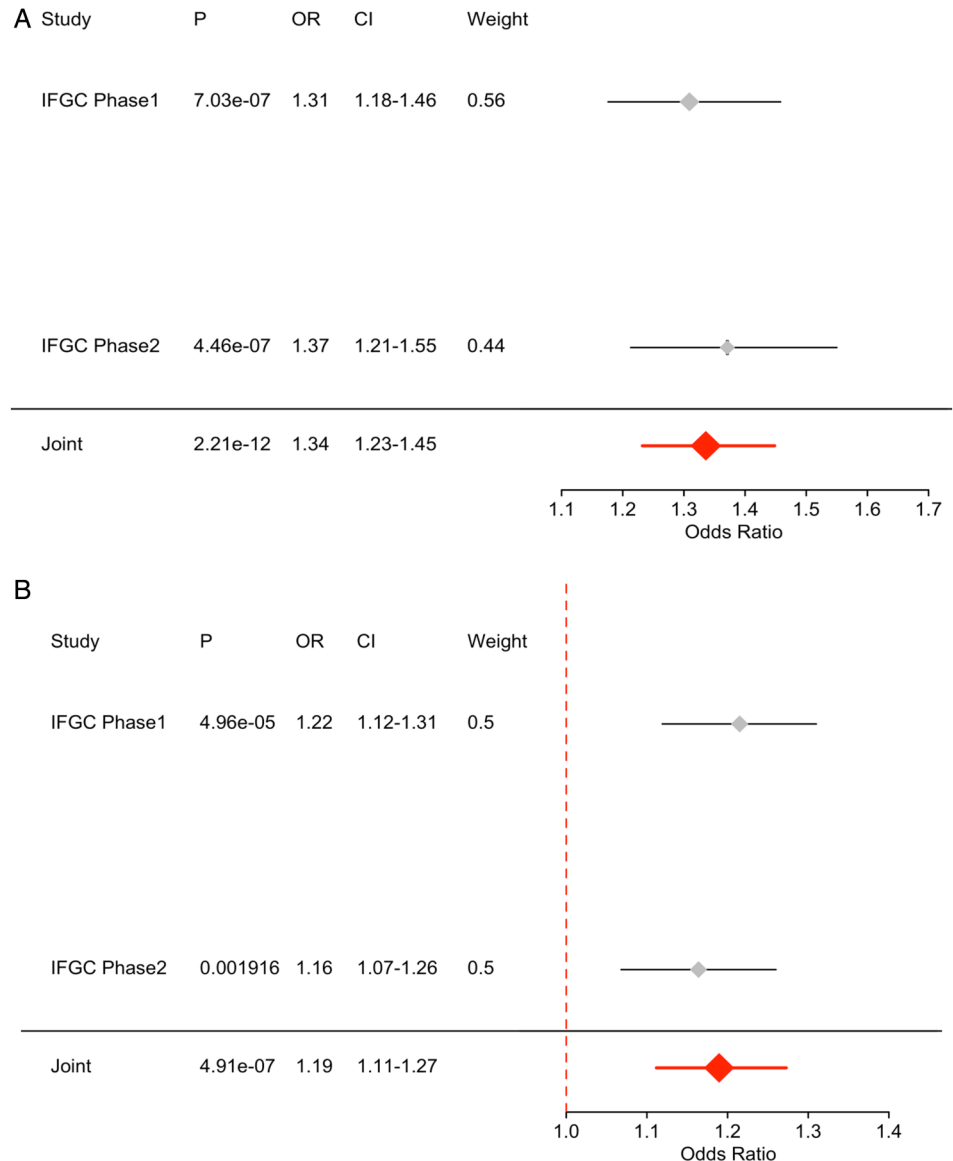 A Study P OR CI Weight
IFGC Phase1 7.03e-07 1.31 1.18-1.46 0.56
IFGC Phase2 4.46e-07 1.37 1.21-1.55 0.44
Joint 2.21e-12 1.34 1.23-1.45
1.1 1.2 1.3 1.4 1.5 1.6 1.7
Odds Ratio
B
Study P OR CI Weight
IFGC Phase1 4.96e-05 1.22 1.12-1.31 0.5
IFGC Phase2 0.001916 1.16 1.07-1.26 0.5
Joint 4.91e-07 1.19 1.11-1.27
1.0 1.1 1.2 1.3 1.4
Odds Ratio